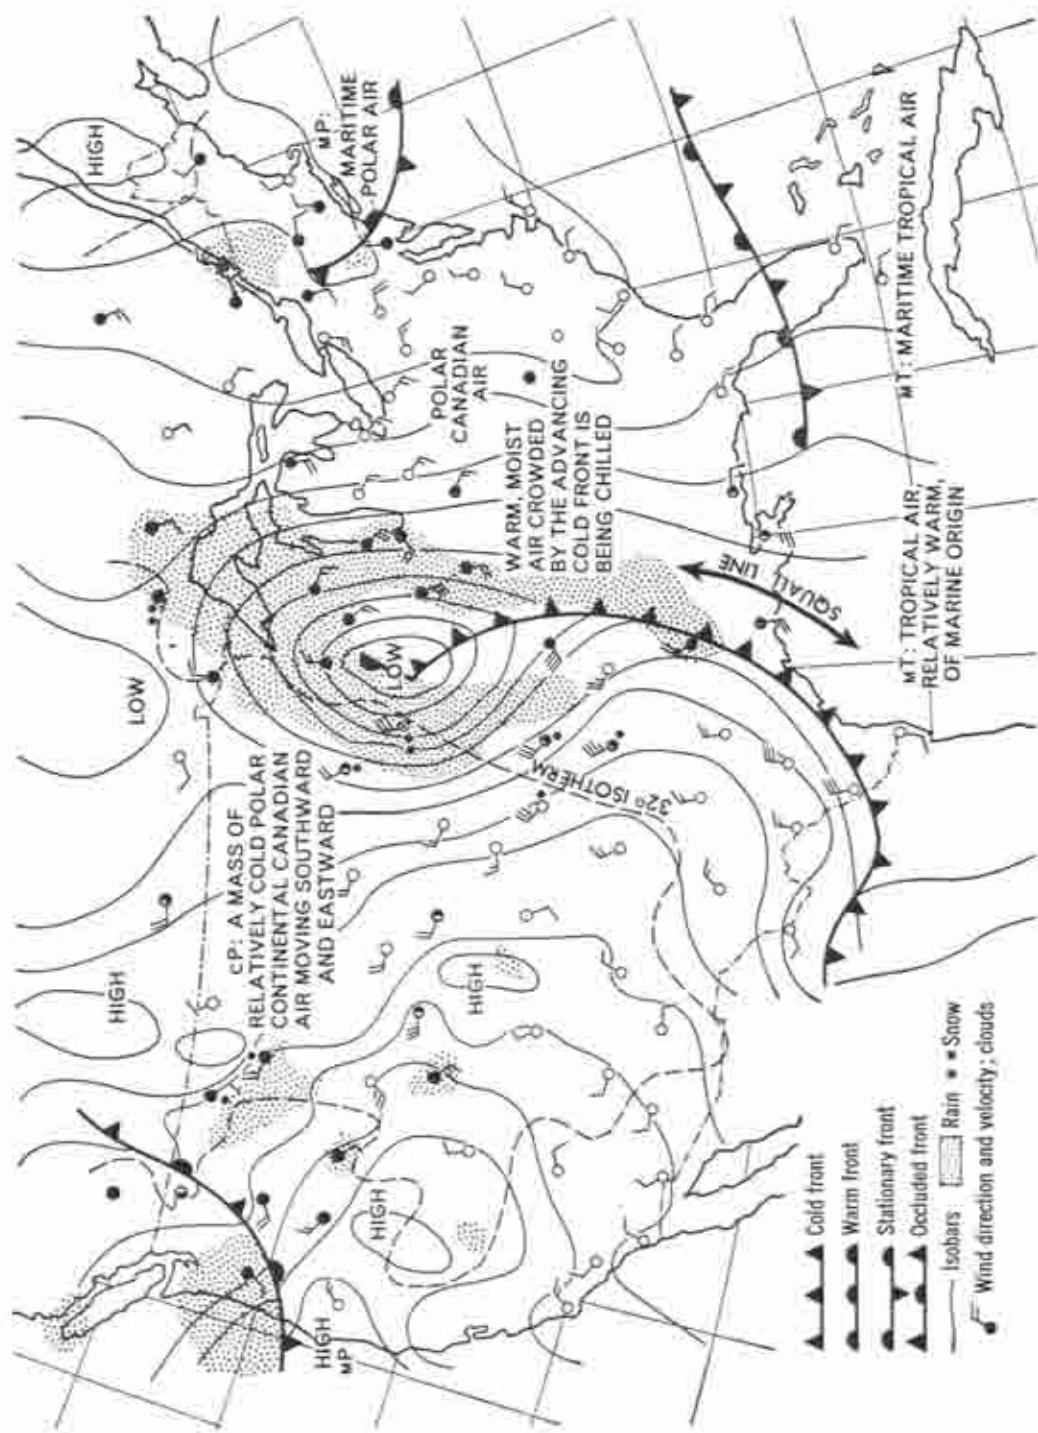 HIGH
mP:
MARITIME
POLAR AIR
LOW
HIGH
cP: A MASS OF
RELATIVELY COLD POLAR
CONTINENTAL CANADIAN
AIR MOVING SOUTHWARD
AND EASTWARD
POLAR
CANADIAN
AIR
LOW
WARM, MOIST
AIR CROWDED
BY THE ADVANCING
COLD FRONT IS
BEING CHILLED
HIGH
mP
HIGH
HIGH
32° ISOTHERM
SQUALL LINE
mT: TROPICAL AIR,
RELATIVELY WARM,
OF MARINE ORIGIN
mT: MARITIME TROPICAL AIR
Cold front
Warm front
Stationary front
Occluded front
Isobars
Rain
Snow
Wind direction and velocity; clouds